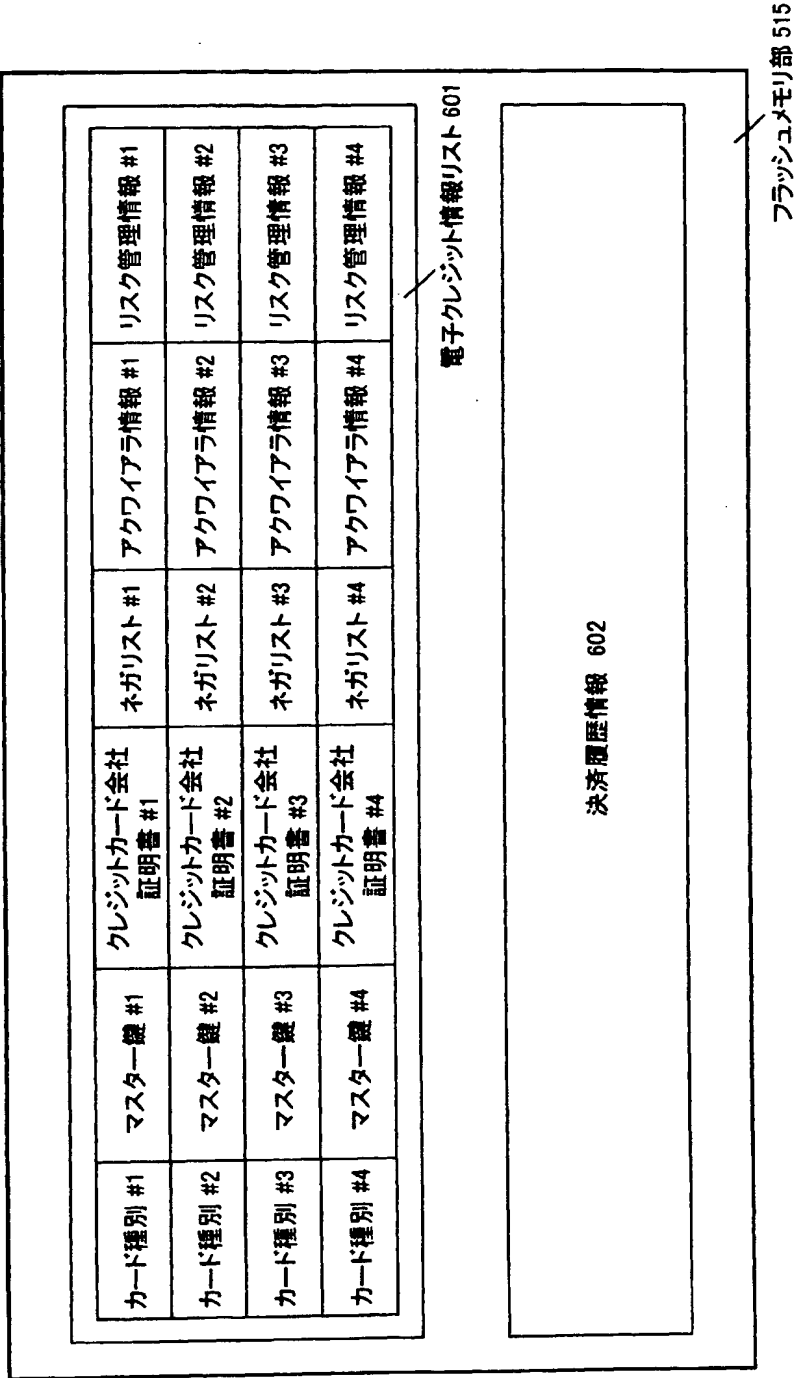 カード種別 #1
マスター鍵 #1
クレジットカード会社
証明書 #1
ネガリスト #1
アクワイアラ情報 #1
リスク管理情報 #1
カード種別 #2
マスター鍵 #2
クレジットカード会社
証明書 #2
ネガリスト #2
アクワイアラ情報 #2
リスク管理情報 #2
カード種別 #3
マスター鍵 #3
クレジットカード会社
証明書 #3
ネガリスト #3
アクワイアラ情報 #3
リスク管理情報 #3
カード種別 #4
マスター鍵 #4
クレジットカード会社
証明書 #4
ネガリスト #4
アクワイアラ情報 #4
リスク管理情報 #4
電子クレジット情報リスト 601
決済履歴情報 602
フラッシュメモリ部 515